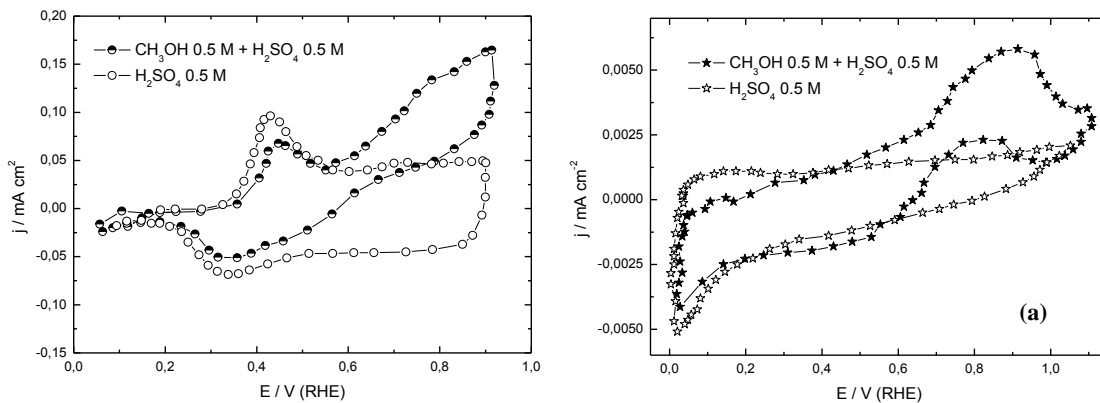 0,20
0,15
0,10
0,05
0,00
-0,05
-0,10
-0,15
j / mA cm⁻²
CH₃OH 0.5 M + H₂SO₄ 0.5 M
H₂SO₄ 0.5 M
0,0 0,2 0,4 0,6 0,8 1,0
E / V (RHE)
0,0050
0,0025
0,0000
-0,0025
-0,0050
j / mA cm⁻²
CH₃OH 0.5 M + H₂SO₄ 0.5 M
H₂SO₄ 0.5 M
(a)
0,0 0,2 0,4 0,6 0,8 1,0
E / V (RHE)